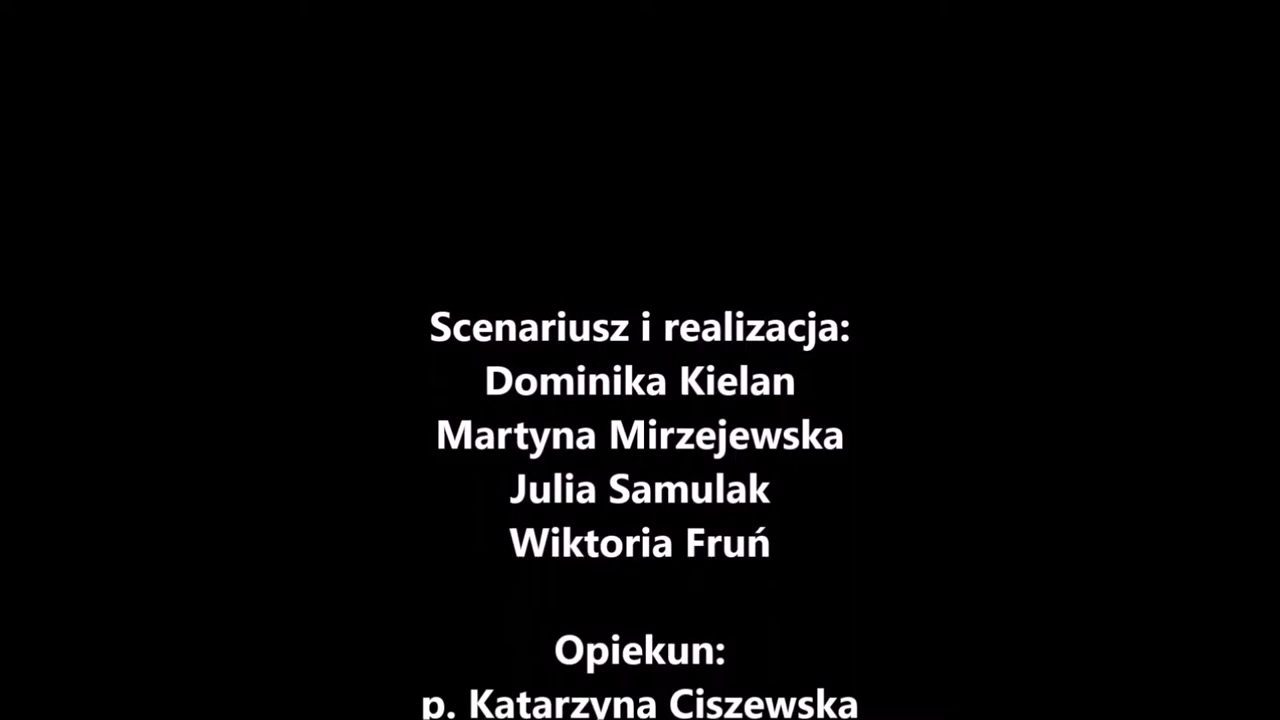 Scenariusz i realizacja:
Dominika Kielan
Martyna Mirzejewska
Julia Samulak
Wiktoria Fruń
Opiekun:
p. Katarzyna Ciszewska